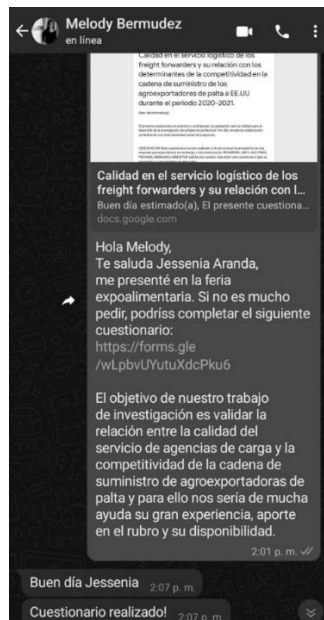 Melody Bermudez
en línea
Calidad en el servicio logístico de los
freight forwarders y su relación con los
determinantes de la competitividad en la
cadena de suministro de los
agroexportadores de palta a EE.UU
durante el periodo 2020-2021.
Calidad en el servicio logístico de los
freight forwarders y su relación con l...
Buen día estimado(a), El presente cuestiona...
docs.google.com
Hola Melody,
Te saluda Jessenia Aranda,
me presenté en la feria
expoalimentaria. Si no es mucho
pedir, podríss completar el siguiente
cuestionario:
https://forms.gle
/wLpbvUYutuXdcPku6
El objetivo de nuestro trabajo
de investigación es validar la
relación entre la calidad del
servicio de agencias de carga y la
competitividad de la cadena de
suministro de agroexportadoras de
palta y para ello nos sería de mucha
ayuda su gran experiencia, aporte
en el rubro y su disponibilidad.
2:01 p. m.
Buen día Jessenia 2:07 p. m.
Cuestionario realizado! 2:07 p. m.